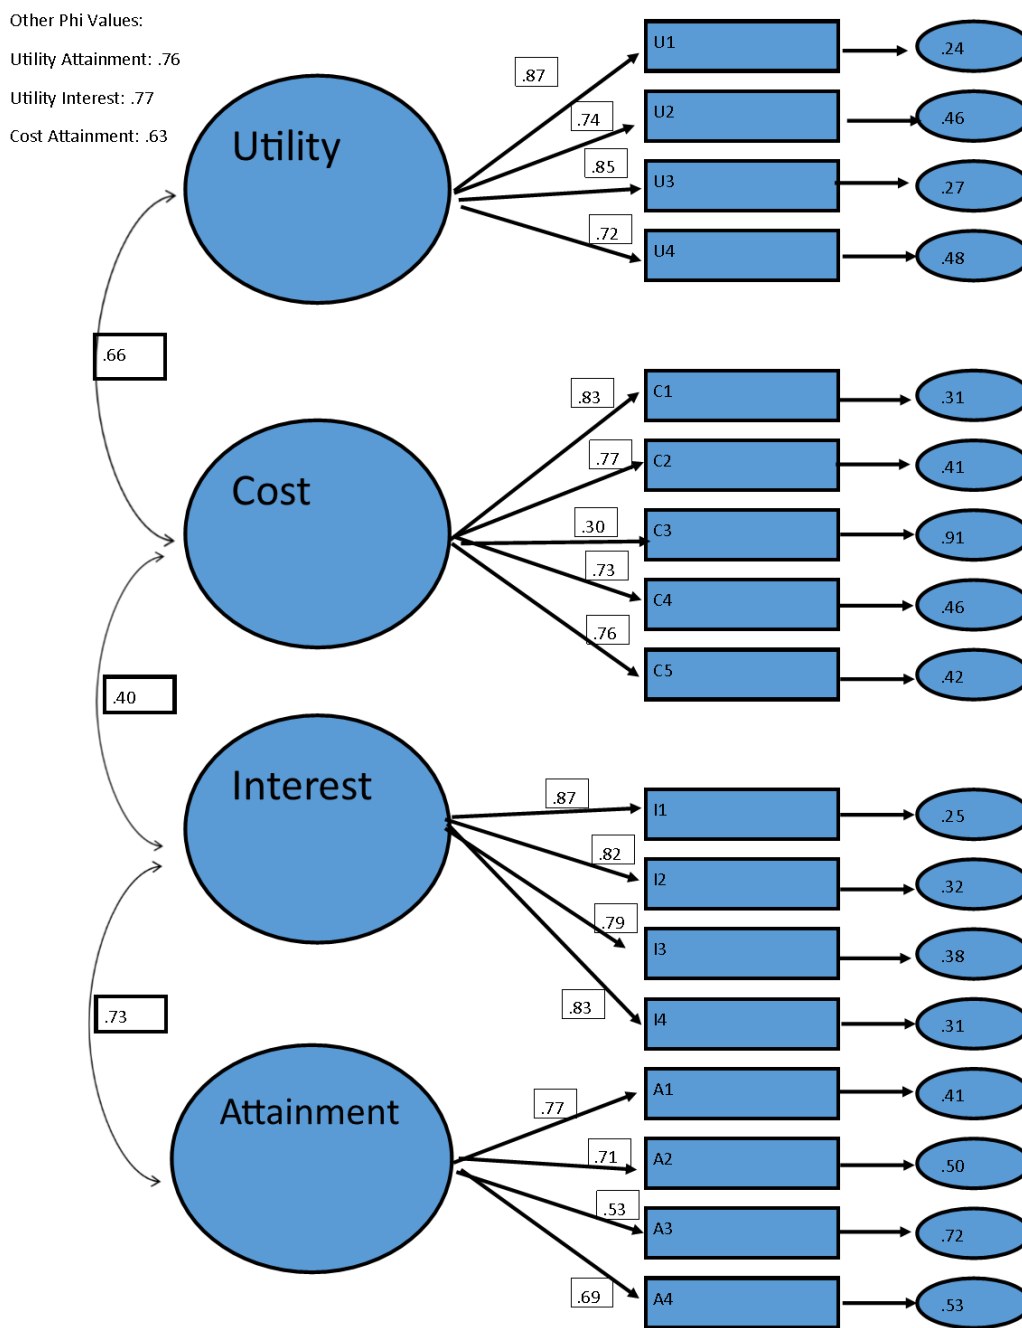 Other Phi Values:
Utility Attainment: .76
Utility Interest: .77
Cost Attainment: .63
Utility
.87
U1
.24
.74
U2
.46
.85
U3
.27
.72
U4
.48
.66
Cost
.83
C1
.31
.77
C2
.41
.30
C3
.91
.73
C4
.46
.76
C5
.42
.40
Interest
.87
I1
.25
.82
I2
.32
.79
I3
.38
.83
I4
.31
.73
Attainment
.77
A1
.41
.71
A2
.50
.53
A3
.72
.69
A4
.53